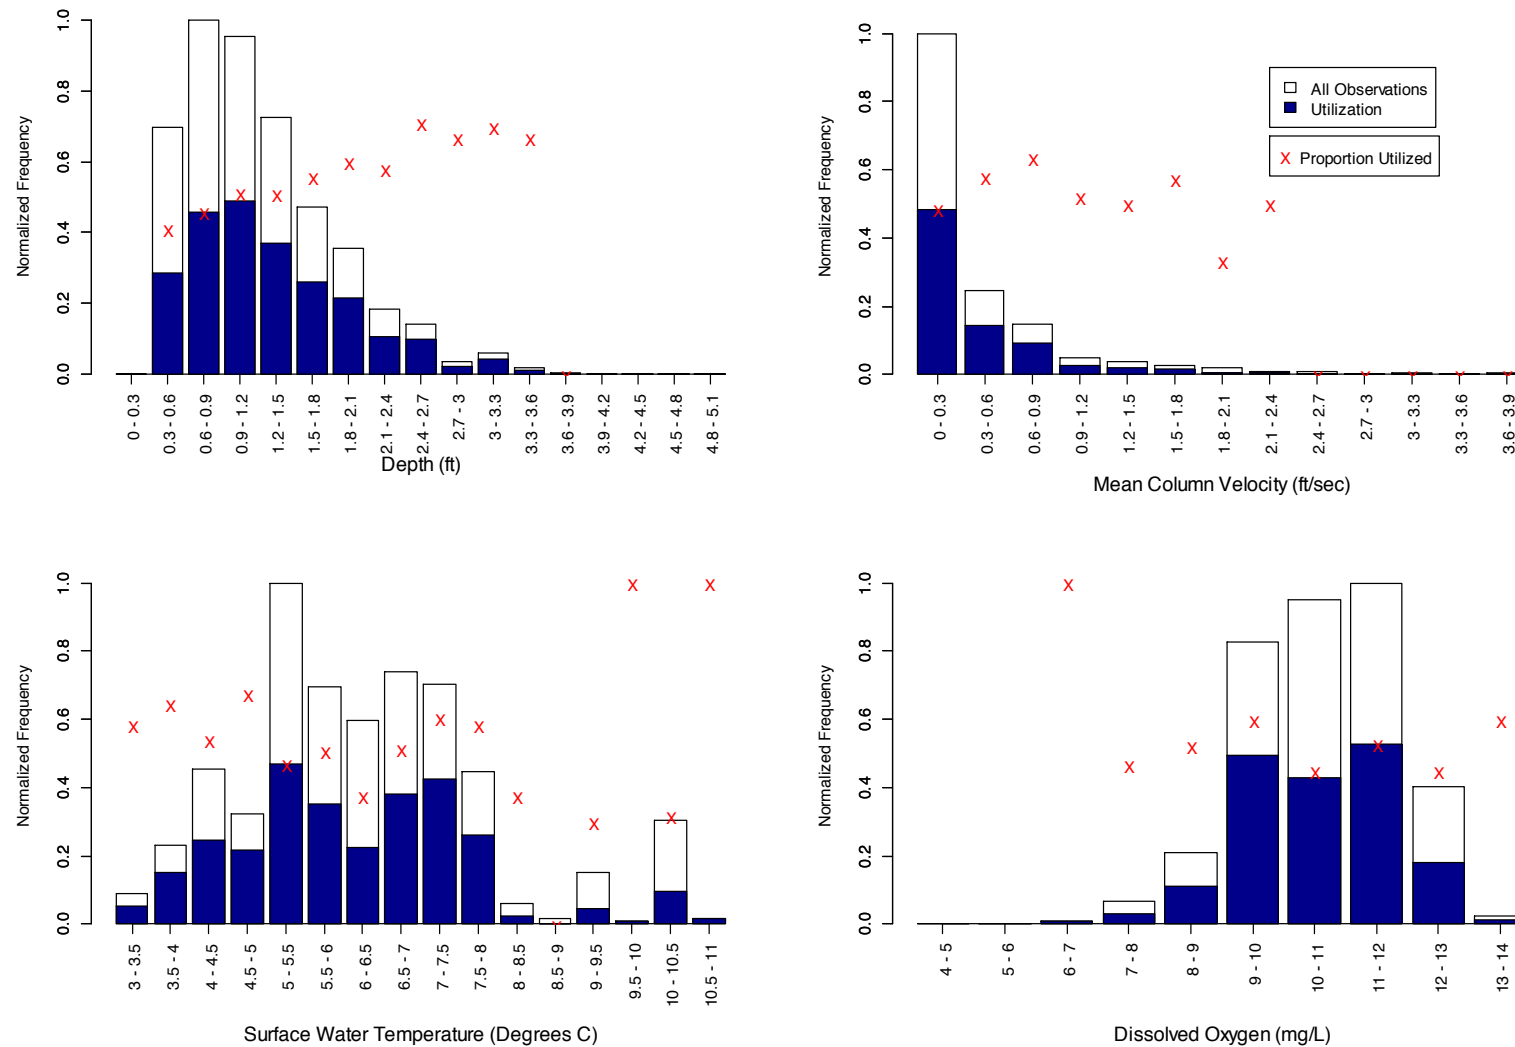 Normalized Frequency
0.0
0.2
0.4
0.6
0.8
1.0
X X X X X X X X X X X X
0 - 0.3
0.3 - 0.6
0.6 - 0.9
0.9 - 1.2
1.2 - 1.5
1.5 - 1.8
1.8 - 2.1
2.1 - 2.4
2.4 - 2.7
2.7 - 3
3 - 3.3
3.3 - 3.6
3.6 - 3.9
3.9 - 4.2
4.2 - 4.5
4.5 - 4.8
4.8 - 5.1
Depth (ft)
Normalized Frequency
0.0
0.2
0.4
0.6
0.8
1.0
All Observations
Utilization
X Proportion Utilized
0 - 0.3
0.3 - 0.6
0.6 - 0.9
0.9 - 1.2
1.2 - 1.5
1.5 - 1.8
1.8 - 2.1
2.1 - 2.4
2.4 - 2.7
2.7 - 3
3 - 3.3
3.3 - 3.6
3.6 - 3.9
Mean Column Velocity (ft/sec)
Normalized Frequency
0.0
0.2
0.4
0.6
0.8
1.0
3 - 3.5
3.5 - 4
4 - 4.5
4.5 - 5
5 - 5.5
5.5 - 6
6 - 6.5
6.5 - 7
7 - 7.5
7.5 - 8
8 - 8.5
8.5 - 9
9 - 9.5
9.5 - 10
10 - 10.5
10.5 - 11
Surface Water Temperature (Degrees C)
Normalized Frequency
0.0
0.2
0.4
0.6
0.8
1.0
4 - 5
5 - 6
6 - 7
7 - 8
8 - 9
9 - 10
10 - 11
11 - 12
12 - 13
13 - 14
Dissolved Oxygen (mg/L)